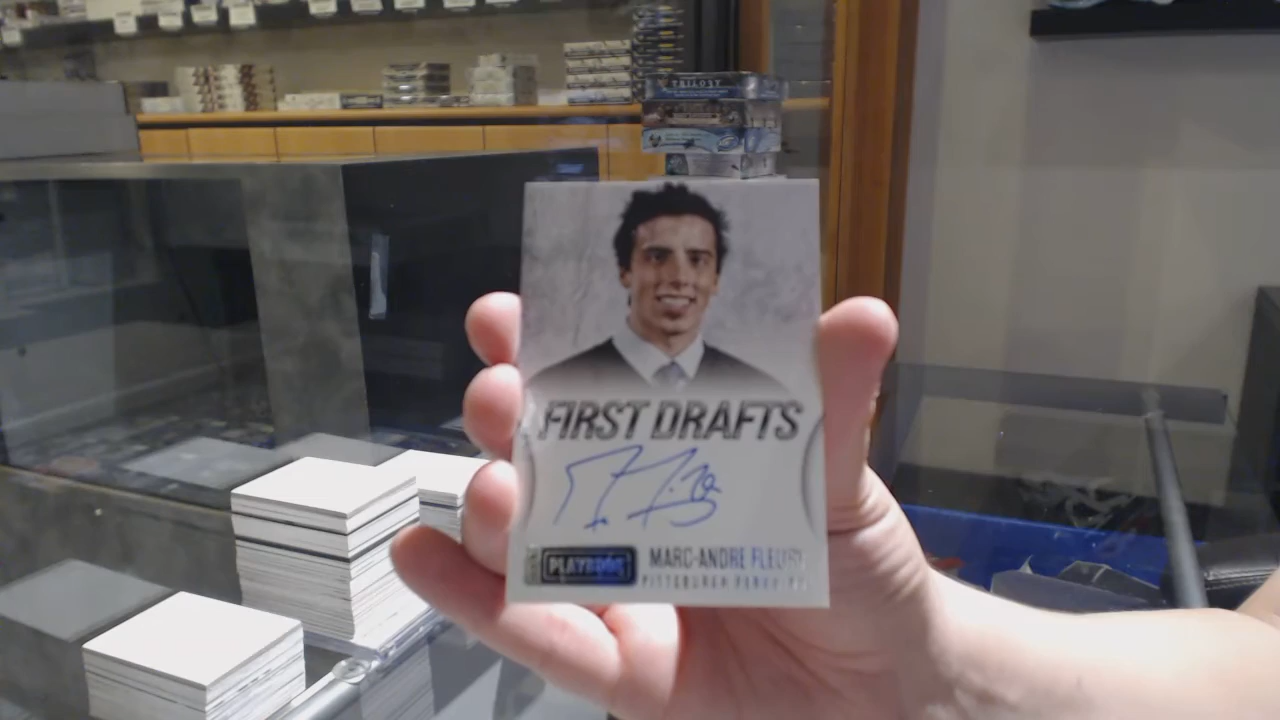 TRILOGY
FIRST DRAFTS
PLAYBOOK
MARC-ANDRE FLEURY
PITTSBURGH PENGUINS